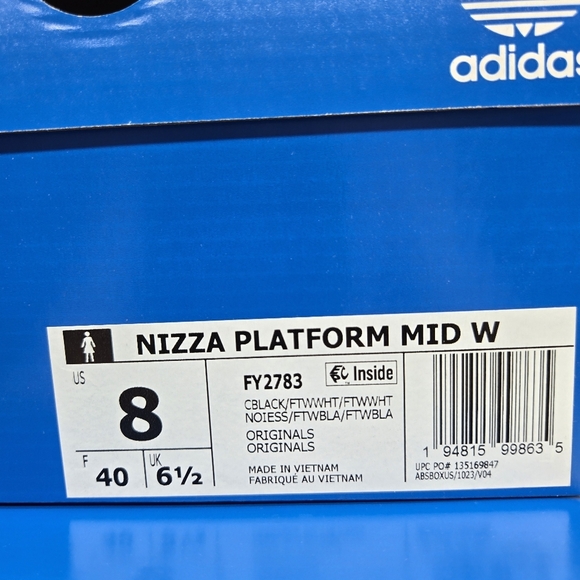 adidas
NIZZA PLATFORM MID W
US
8
F
40
UK
6½
FY2783
Inside
CBLACK/FTWWHT/FTWWHT
NOIESS/FTWBLA/FTWBLA
ORIGINALS
ORIGINALS
MADE IN VIETNAM
FABRIQUÉ AU VIETNAM
1 94815 99863 5
UPC PO# 135169847
ABSBOXUS/1023/V04